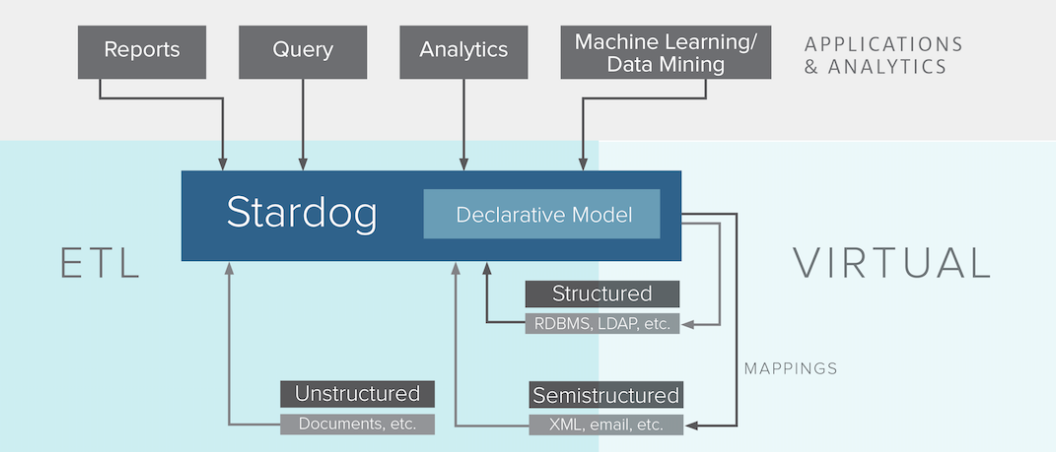 Reports
Query
Analytics
Machine Learning/
Data Mining
APPLICATIONS
& ANALYTICS
Stardog
Declarative Model
ETL
VIRTUAL
Structured
RDBMS, LDAP, etc.
MAPPINGS
Unstructured
Documents, etc.
Semistructured
XML, email, etc.